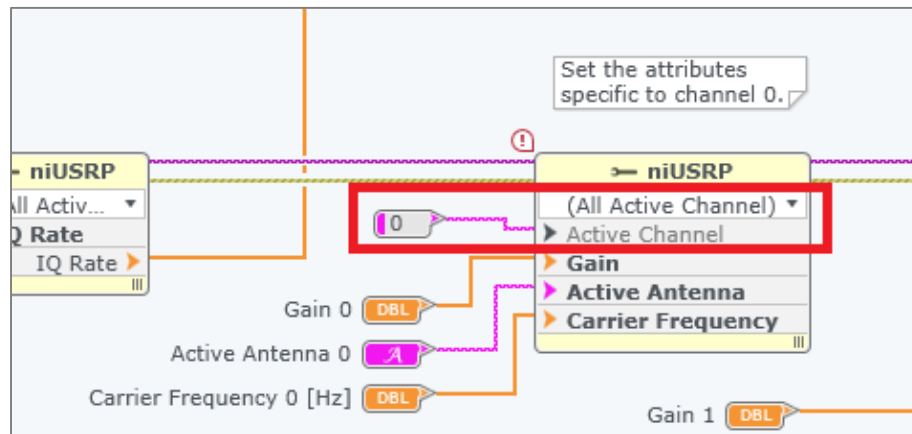 Set the attributes
specific to channel 0.
niUSRP
niUSRP
All Activ...
(All Active Channel)
0
Active Channel
Q Rate
IQ Rate
Gain
Gain 0
DBL
Active Antenna
Active Antenna 0
A
Carrier Frequency
Carrier Frequency 0 [Hz]
DBL
Gain 1
DBL